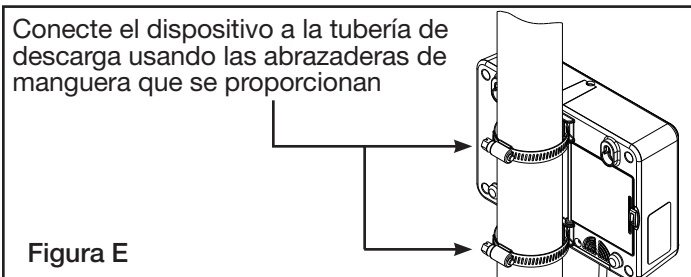 Conecte el dispositivo a la tubería de
descarga usando las abrazaderas de
manguera que se proporcionan
Figura E